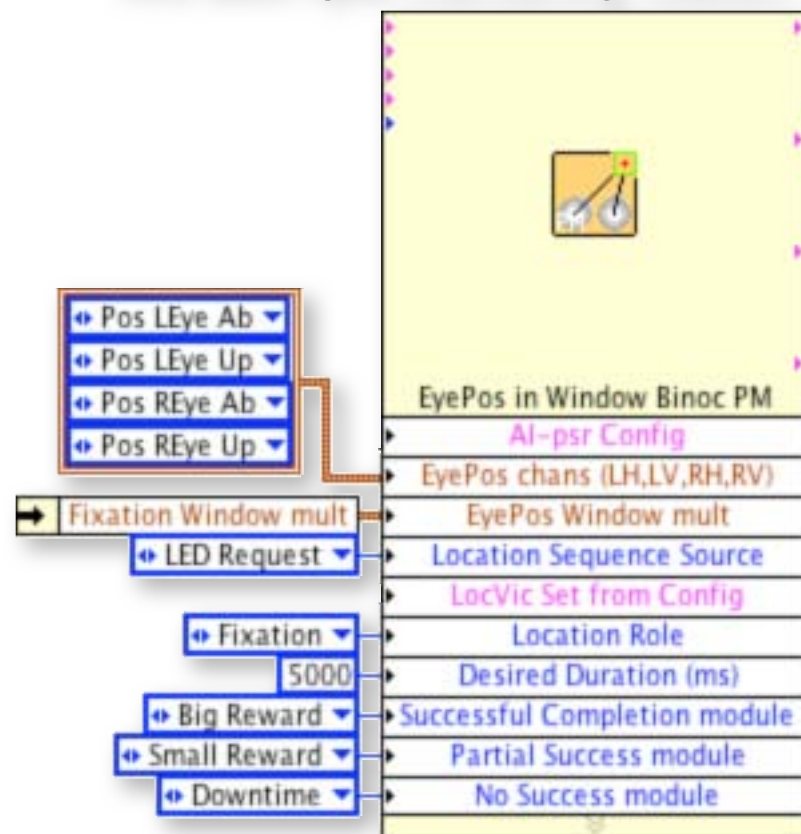 Pos LEye Ab
Pos LEye Up
Pos REye Ab
Pos REye Up
EyePos in Window Binoc PM
AI-psr Config
EyePos chans (LH,LV,RH,RV)
Fixation Window mult
EyePos Window mult
LED Request
Location Sequence Source
LocVic Set from Config
Fixation
Location Role
5000
Desired Duration (ms)
Big Reward
Successful Completion module
Small Reward
Partial Success module
Downtime
No Success module